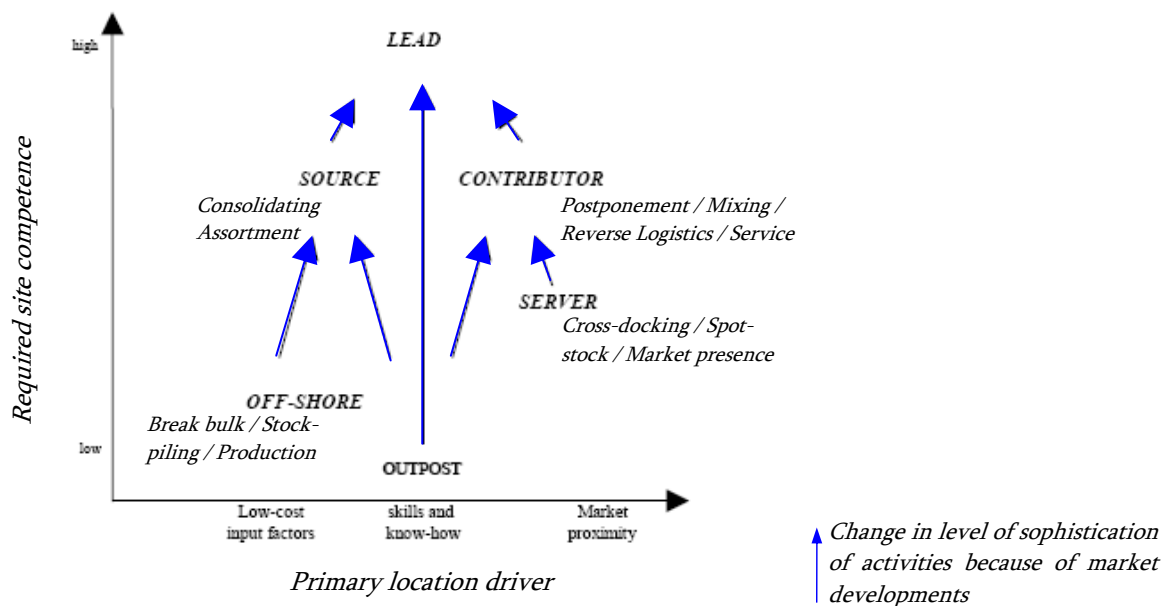 high
LEAD
Required site competence
SOURCE
CONTRIBUTOR
Consolidating
Assortment
Postponement / Mixing /
Reverse Logistics / Service
SERVER
Cross-docking / Spot-
stock / Market presence
OFF-SHORE
Break bulk / Stock-
piling / Production
low
OUTPOST
Low-cost
input factors
skills and
know-how
Market
proximity
Primary location driver
Change in level of sophistication
of activities because of market
developments